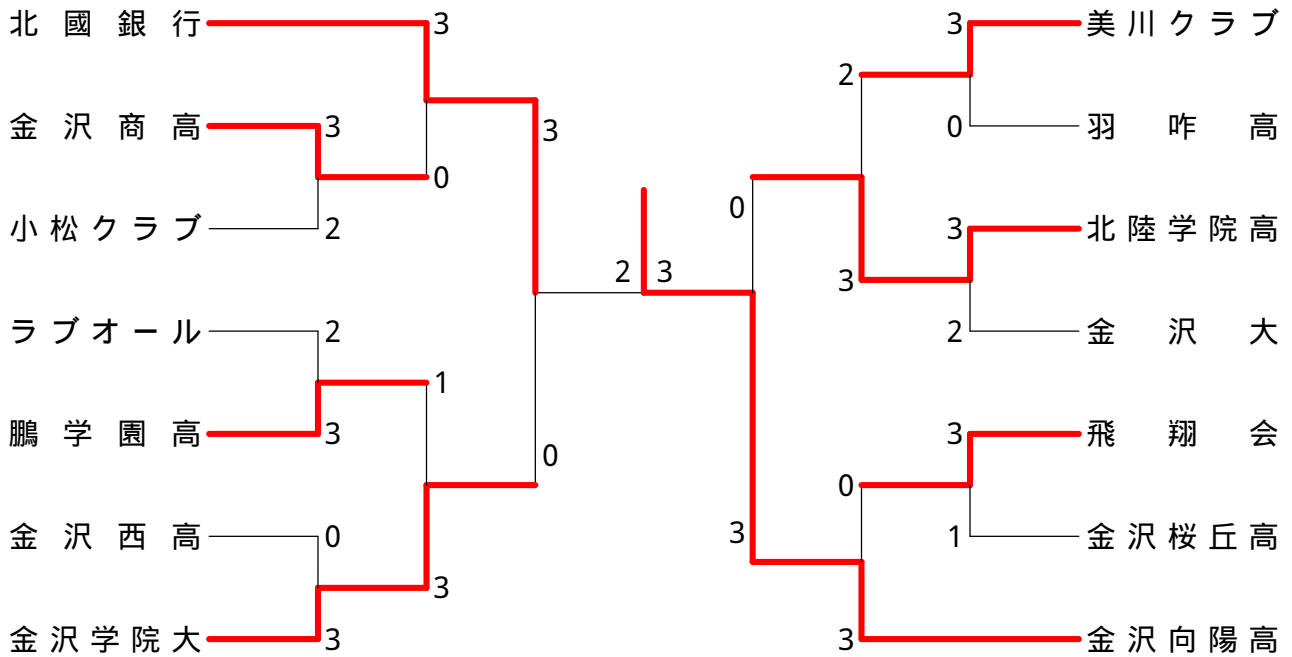 北國銀行 3 3 美川クラブ
2
金沢商高 3 3 0 羽咋高
0 0
小松クラブ 2 3 北陸学院高
2 3 3
ラブオール 2 2 金沢大
1
鵬学園高 3 3 飛翔会
0 0
金沢西高 0 3 1 金沢桜丘高
3
金沢学院大 3 3 金沢向陽高